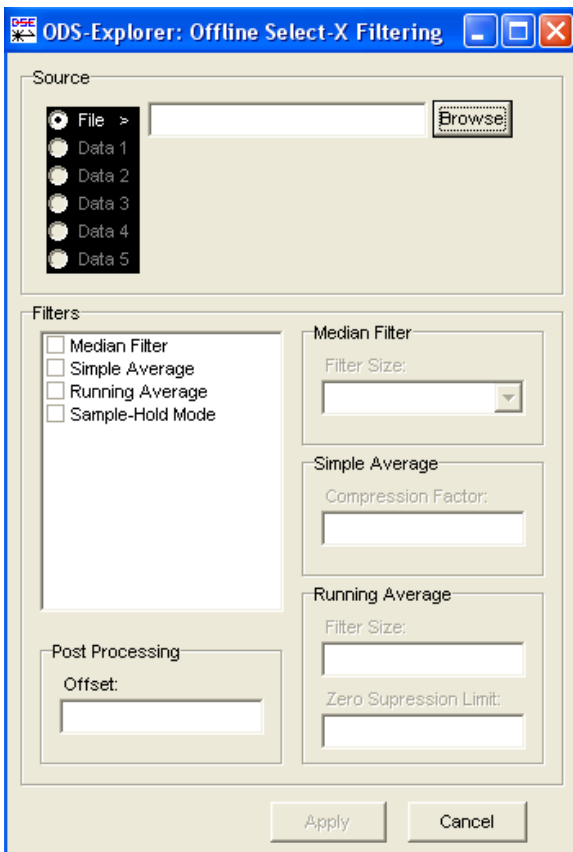 DSE
ODS-Explorer: Offline Select-X Filtering
Source
File >
Browse
Data 1
Data 2
Data 3
Data 4
Data 5
Filters
Median Filter
Simple Average
Running Average
Sample-Hold Mode
Median Filter
Filter Size:
Simple Average
Compression Factor:
Running Average
Filter Size:
Zero Supression Limit:
Post Processing
Offset:
Apply
Cancel